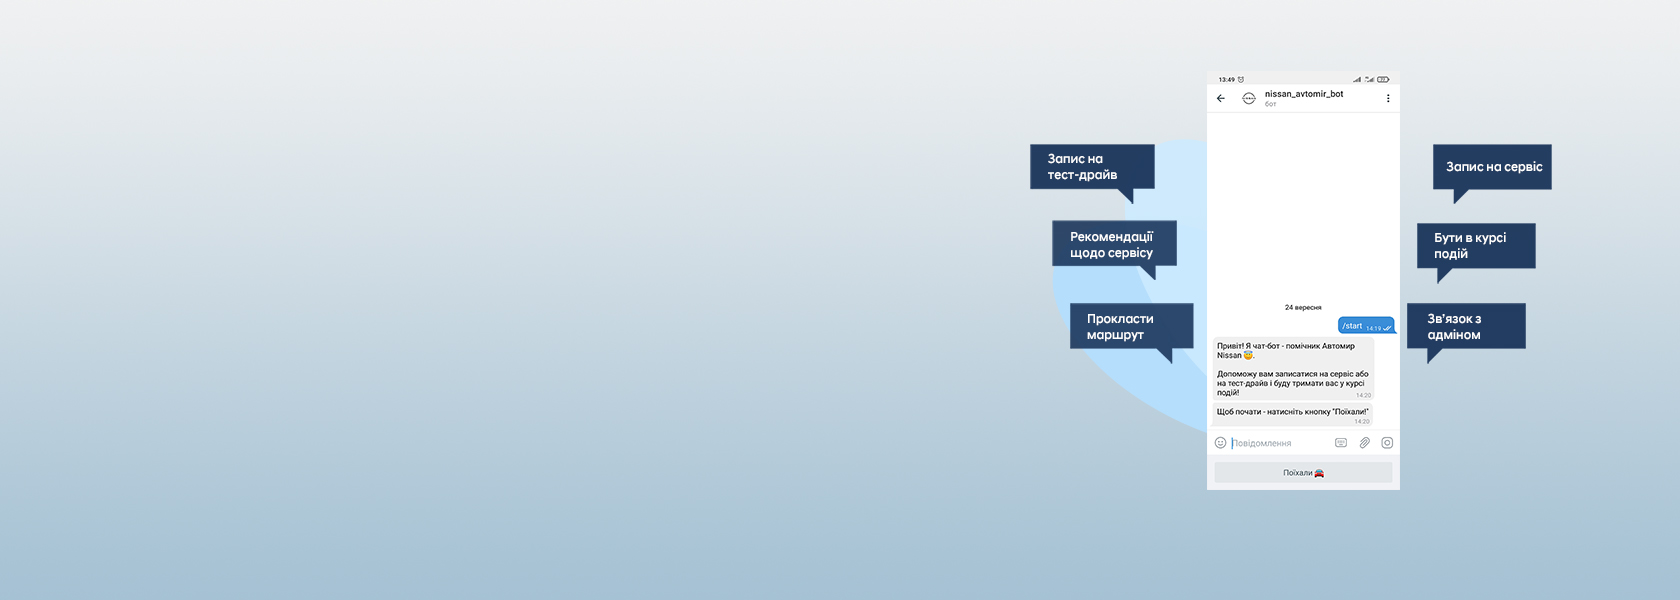 Запис на
тест-драйв
Рекомендації
щодо сервісу
Прокласти
маршрут
13:49
nissan_avtomir_bot
бот
24 вересня
/start 14:19
Привіт! Я чат-бот - помічник Автомир
Nissan 😇.
Допоможу вам записатися на сервіс або
на тест-драйв і буду тримати вас у курсі
подій!
14:20
Щоб почати - натисніть кнопку "Поїхали!"
14:20
Повідомлення
Поїхали 🚘
Запис на сервіс
Бути в курсі
подій
Зв'язок з
адміном